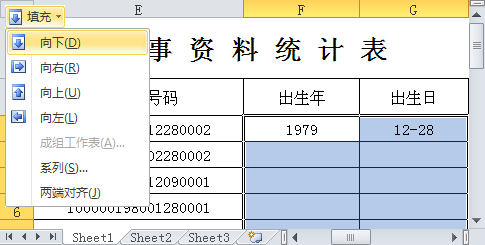 填充
E F G
向下(D)
向右(R)
向上(U)
向左(L)
成组工作表(A)...
系列(S)...
两端对齐(J)
事 资 料 统 计 表
号码 出生年 出生日
12280002 1979 12-28
02280002
12090001
6 100000198001280001
Sheet1 Sheet2 Sheet3